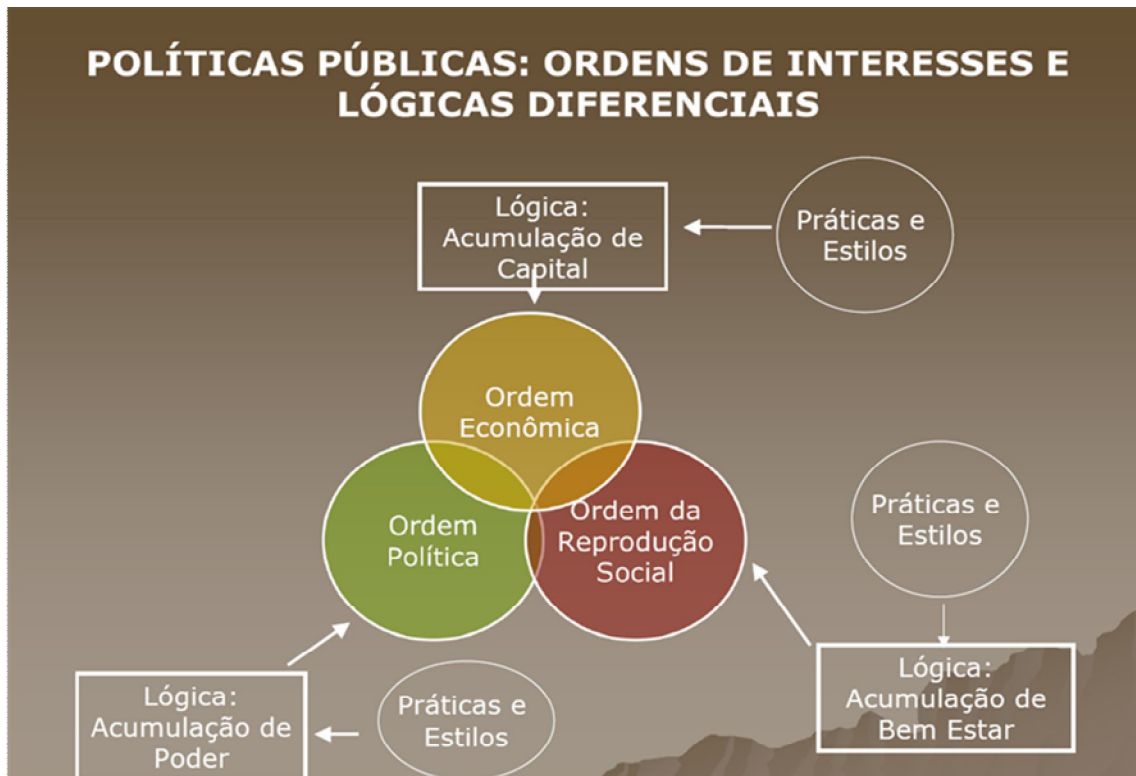 POLÍTICAS PÚBLICAS: ORDENS DE INTERESSES E
LÓGICAS DIFERENCIAIS
Lógica:
Acumulação de
Capital
Práticas e
Estilos
Ordem
Econômica
Ordem
Política
Ordem da
Reprodução
Social
Práticas e
Estilos
Lógica:
Acumulação de
Poder
Práticas e
Estilos
Lógica:
Acumulação de
Bem Estar